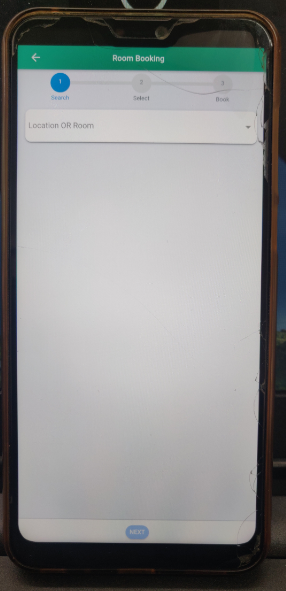 Room Booking
1 2 3
Search Select Book
Location OR Room
NEXT